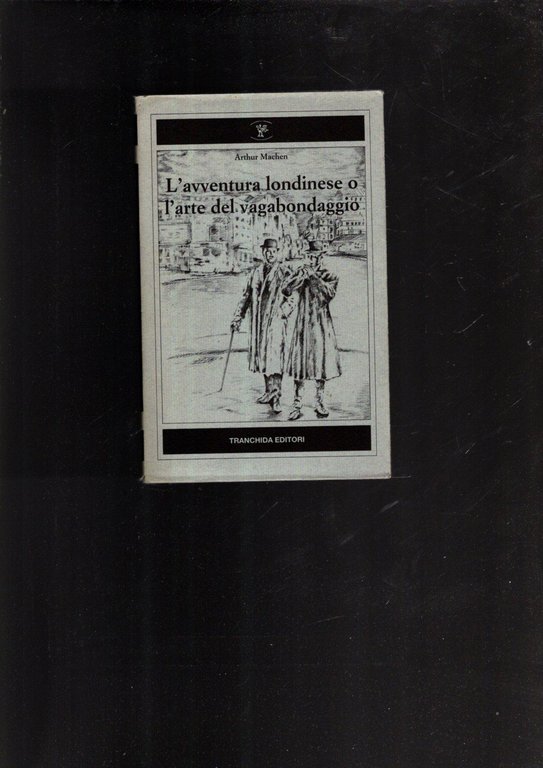 Arthur Machen
L'avventura londinese o
l'arte del vagabondaggio
TRANCHIDA EDITORI